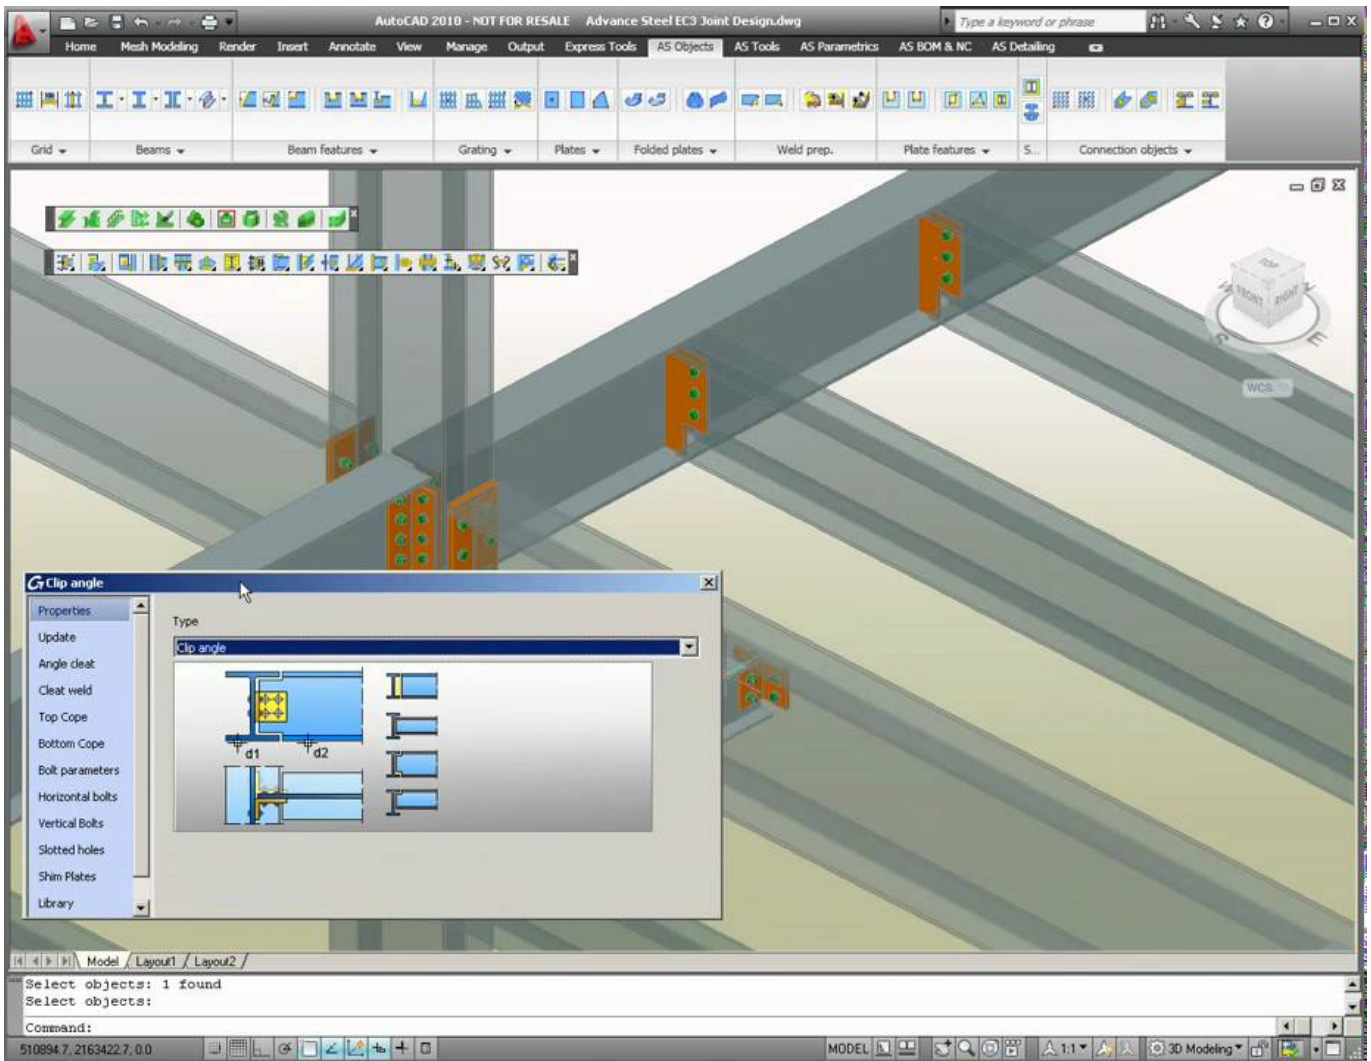 AutoCAD 2010 - NOT FOR RESALE Advance Steel EC3 Joint Design.dwg
Type a keyword or phrase
Home Mesh Modeling Render Insert Annotate View Manage Output Express Tools AS Objects AS Tools AS Parametrics AS BOM & NC AS Detailing
Grid Beams Beam features Grating Plates Folded plates Weld prep. Plate features S... Connection objects
TOP
FRONT RIGHT
S E
WCS
Clip angle
Properties
Type
Update
Clip angle
Angle cleat
Cleat weld
Top Cope
Bottom Cope
d1 d2
Bolt parameters
Horizontal bolts
Vertical Bolts
Slotted holes
Shim Plates
Library
Model Layout1 Layout2
Select objects: 1 found
Select objects:
Command:
510894.7, 2163422.7, 0.0 MODEL 1:1 3D Modeling